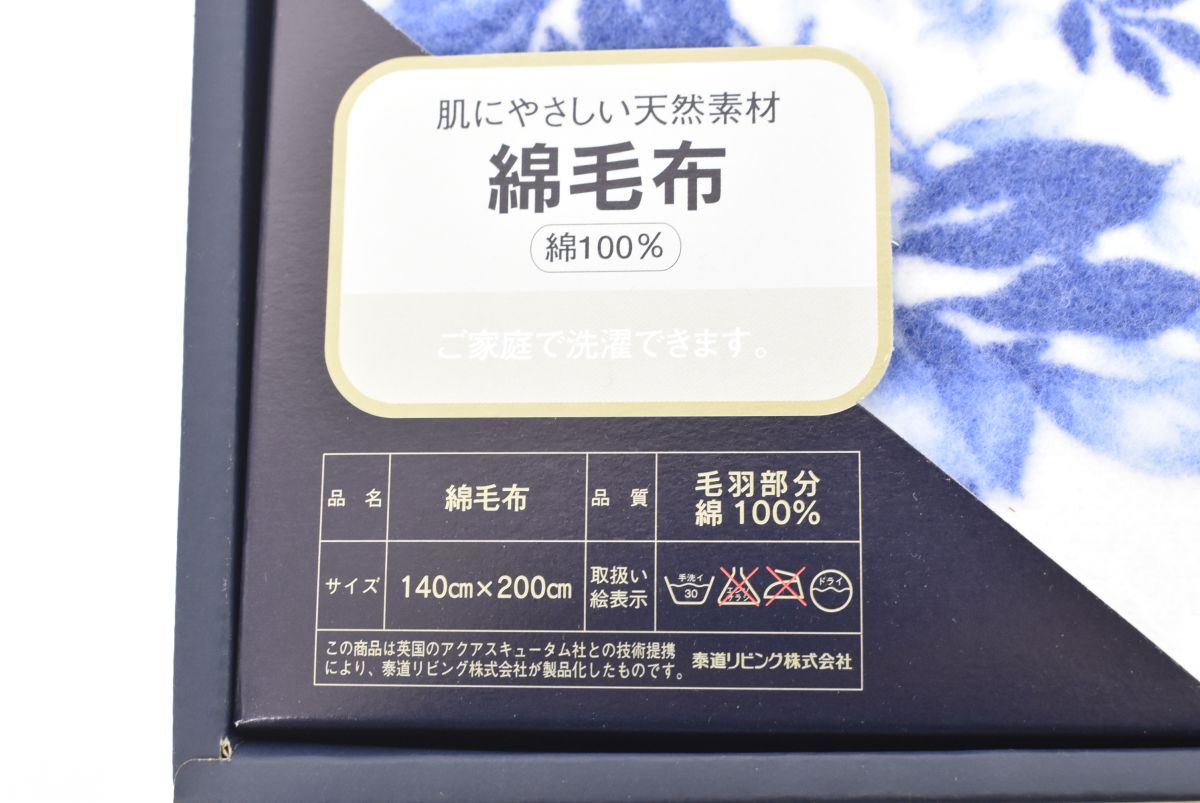 肌にやさしい天然素材
綿毛布
綿100%
ご家庭で洗濯できます。
品名 綿毛布 品質 毛羽部分
綿100%
サイズ 140cm×200cm 取扱い
絵表示
手洗イ
30
エンソ
サラシ
ドライ
この商品は英国のアクアスキュータム社との技術提携
により、泰道リビング株式会社が製品化したものです。
泰道リビング株式会社